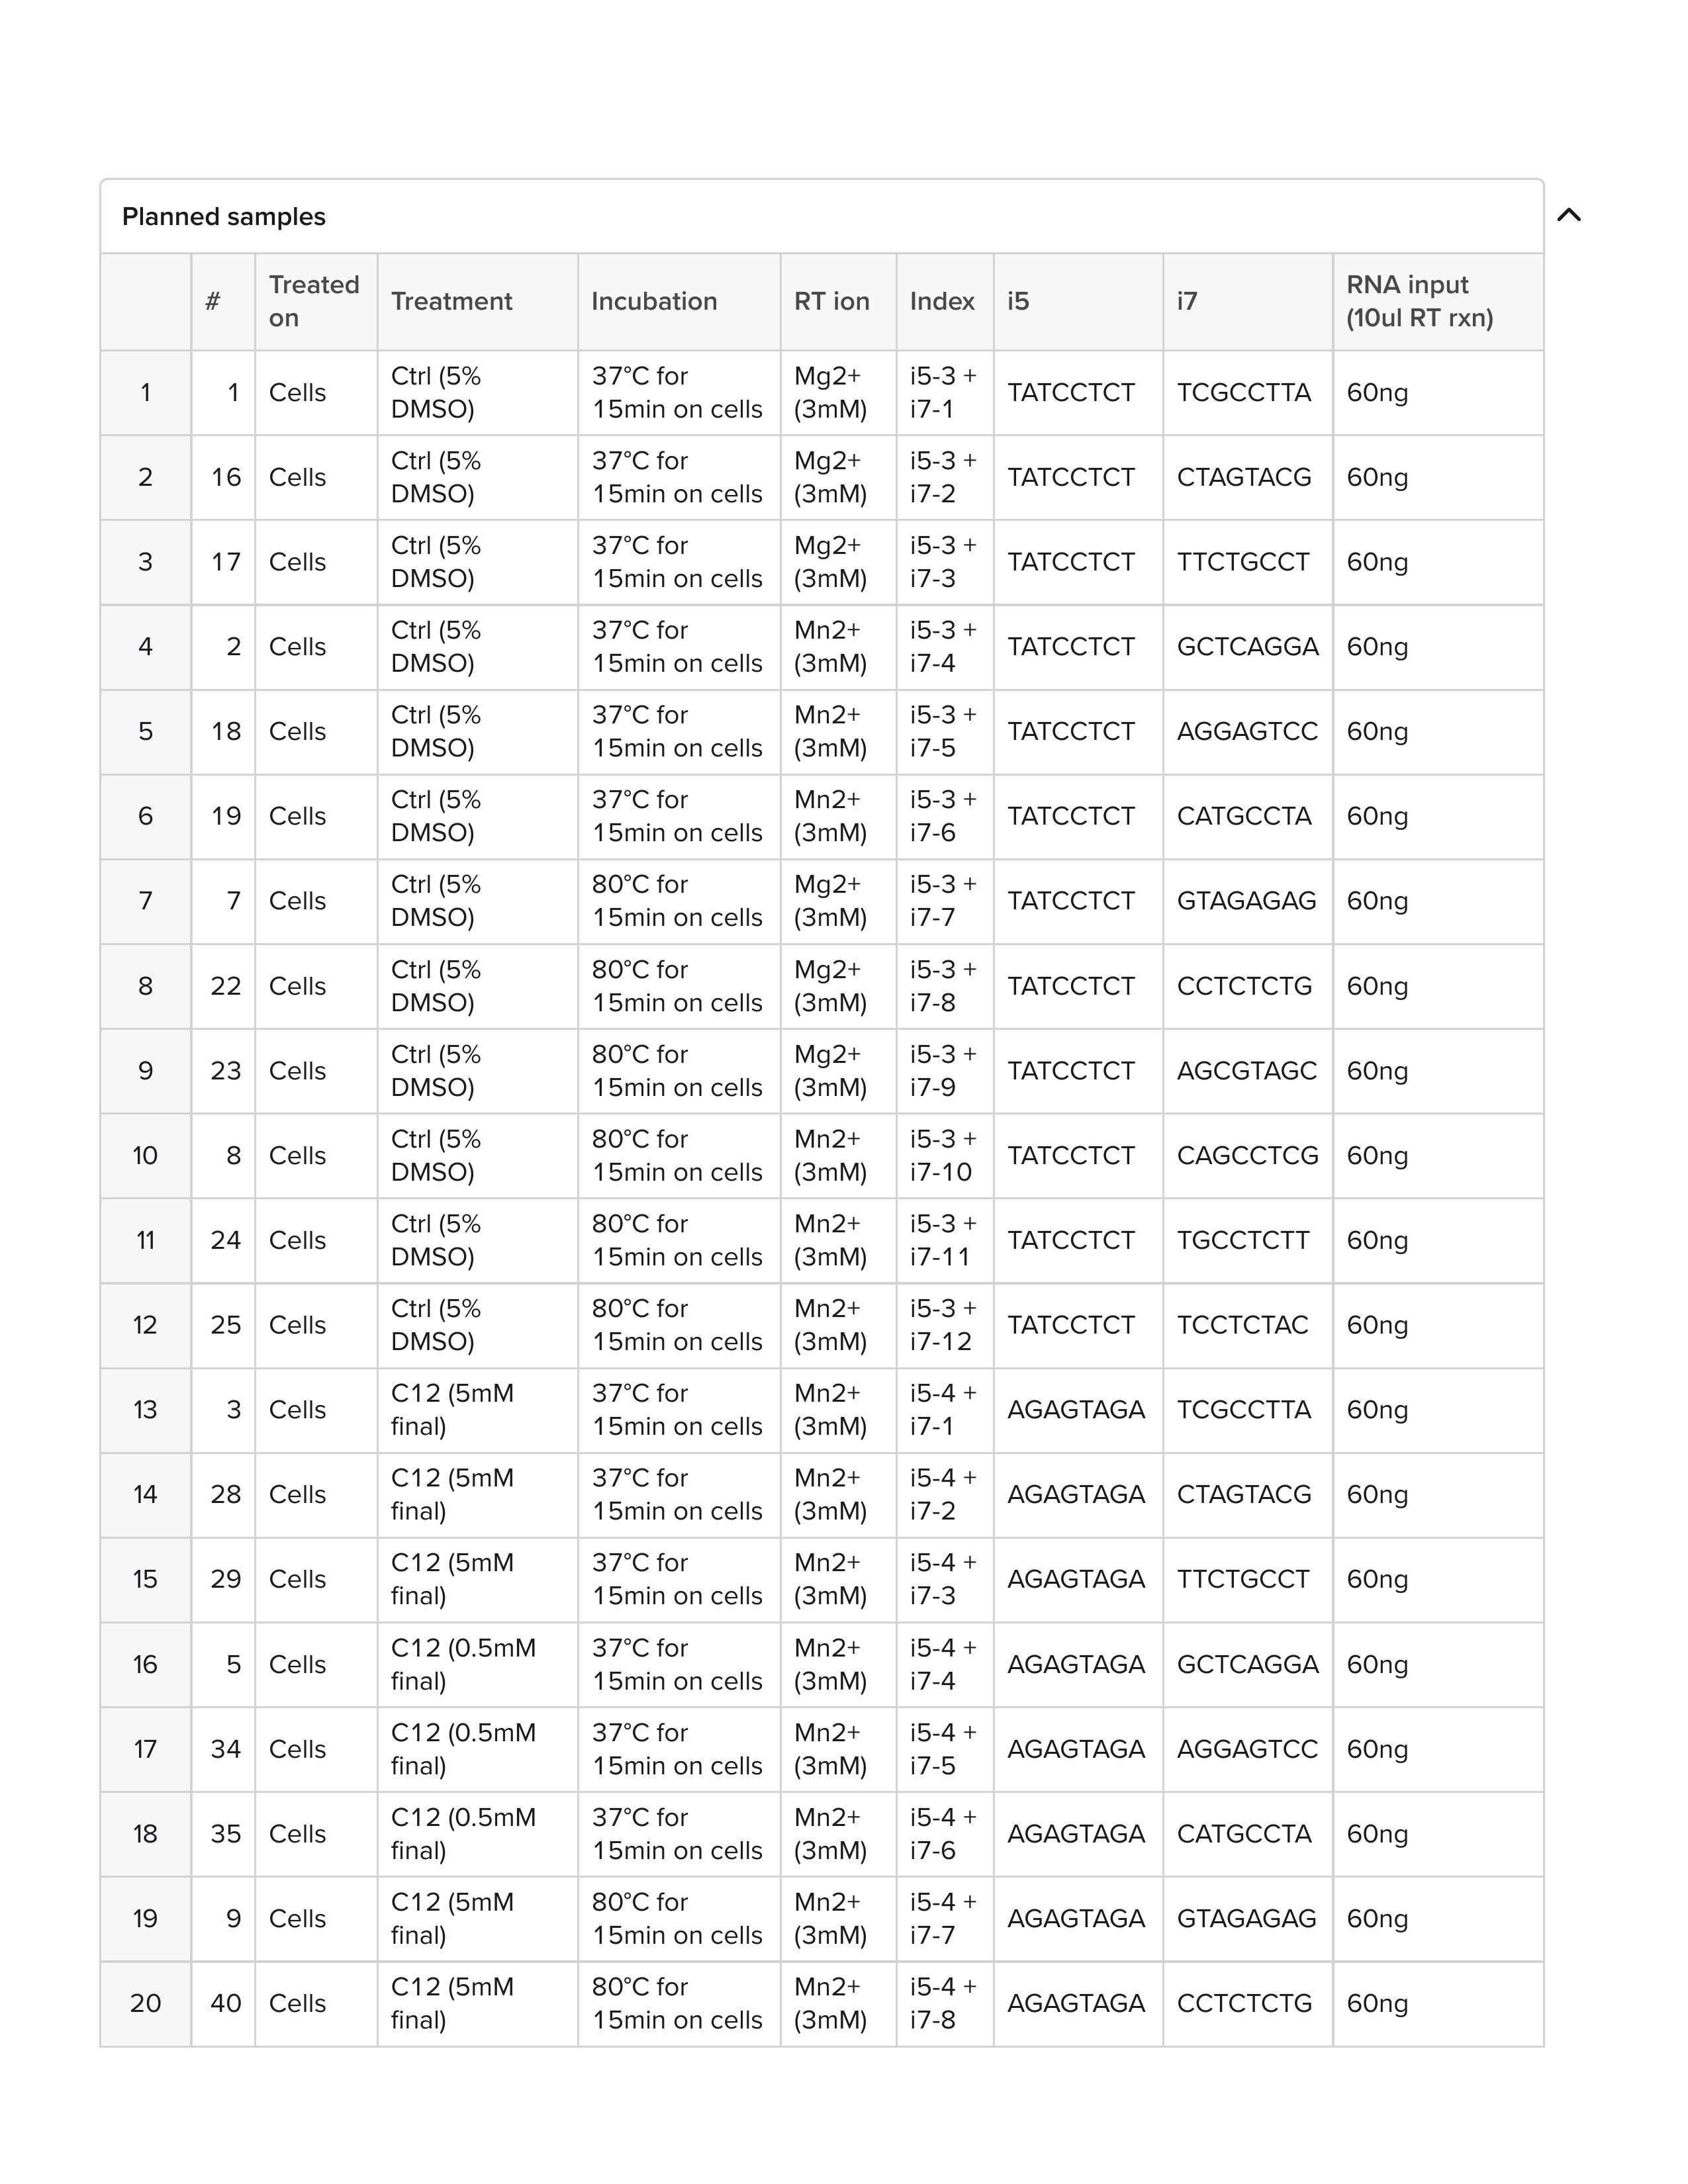 Planned samples
# Treated on Treatment Incubation RT ion Index i5 i7 RNA input (10ul RT rxn)
1 1 Cells Ctrl (5% DMSO) 37°C for 15min on cells Mg2+ (3mM) i5-3 + i7-1 TATCCTCT TCGCCTTA 60ng
2 16 Cells Ctrl (5% DMSO) 37°C for 15min on cells Mg2+ (3mM) i5-3 + i7-2 TATCCTCT CTAGTACG 60ng
3 17 Cells Ctrl (5% DMSO) 37°C for 15min on cells Mg2+ (3mM) i5-3 + i7-3 TATCCTCT TTCTGCCT 60ng
4 2 Cells Ctrl (5% DMSO) 37°C for 15min on cells Mn2+ (3mM) i5-3 + i7-4 TATCCTCT GCTCAGGA 60ng
5 18 Cells Ctrl (5% DMSO) 37°C for 15min on cells Mn2+ (3mM) i5-3 + i7-5 TATCCTCT AGGAGTCC 60ng
6 19 Cells Ctrl (5% DMSO) 37°C for 15min on cells Mn2+ (3mM) i5-3 + i7-6 TATCCTCT CATGCCTA 60ng
7 7 Cells Ctrl (5% DMSO) 80°C for 15min on cells Mg2+ (3mM) i5-3 + i7-7 TATCCTCT GTAGAGAG 60ng
8 22 Cells Ctrl (5% DMSO) 80°C for 15min on cells Mg2+ (3mM) i5-3 + i7-8 TATCCTCT CCTCTCTG 60ng
9 23 Cells Ctrl (5% DMSO) 80°C for 15min on cells Mg2+ (3mM) i5-3 + i7-9 TATCCTCT AGCGTAGC 60ng
10 8 Cells Ctrl (5% DMSO) 80°C for 15min on cells Mn2+ (3mM) i5-3 + i7-10 TATCCTCT CAGCCTCG 60ng
11 24 Cells Ctrl (5% DMSO) 80°C for 15min on cells Mn2+ (3mM) i5-3 + i7-11 TATCCTCT TGCCTCTT 60ng
12 25 Cells Ctrl (5% DMSO) 80°C for 15min on cells Mn2+ (3mM) i5-3 + i7-12 TATCCTCT TCCTCTAC 60ng
13 3 Cells C12 (5mM final) 37°C for 15min on cells Mn2+ (3mM) i5-4 + i7-1 AGAGTAGA TCGCCTTA 60ng
14 28 Cells C12 (5mM final) 37°C for 15min on cells Mn2+ (3mM) i5-4 + i7-2 AGAGTAGA CTAGTACG 60ng
15 29 Cells C12 (5mM final) 37°C for 15min on cells Mn2+ (3mM) i5-4 + i7-3 AGAGTAGA TTCTGCCT 60ng
16 5 Cells C12 (0.5mM final) 37°C for 15min on cells Mn2+ (3mM) i5-4 + i7-4 AGAGTAGA GCTCAGGA 60ng
17 34 Cells C12 (0.5mM final) 37°C for 15min on cells Mn2+ (3mM) i5-4 + i7-5 AGAGTAGA AGGAGTCC 60ng
18 35 Cells C12 (0.5mM final) 37°C for 15min on cells Mn2+ (3mM) i5-4 + i7-6 AGAGTAGA CATGCCTA 60ng
19 9 Cells C12 (5mM final) 80°C for 15min on cells Mn2+ (3mM) i5-4 + i7-7 AGAGTAGA GTAGAGAG 60ng
20 40 Cells C12 (5mM final) 80°C for 15min on cells Mn2+ (3mM) i5-4 + i7-8 AGAGTAGA CCTCTCTG 60ng